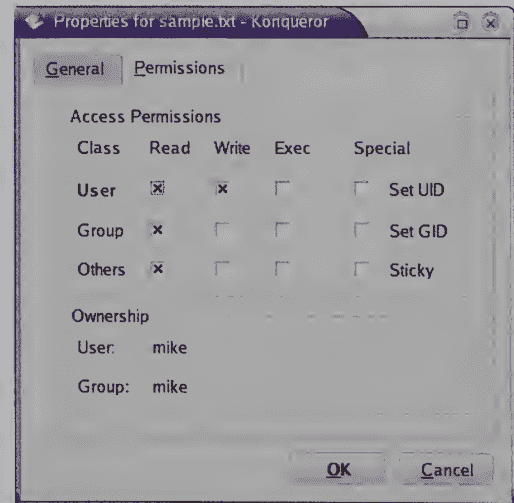 Properties for sample.txt - Konqueror
General Permissions
Access Permissions
Class Read Write Exec Special
User Set UID
Group Set GID
Others Sticky
Ownership
User: mike
Group: mike
OK Cancel